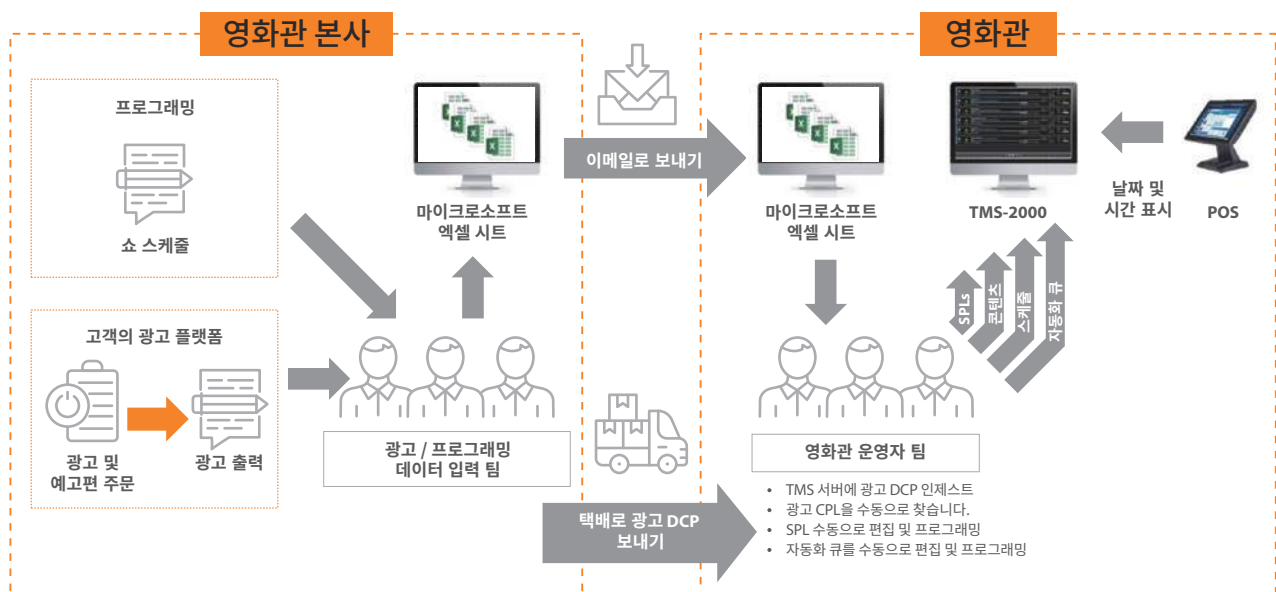 영화관 본사
프로그래밍
쇼 스케줄
고객의 광고 플랫폼
광고 및
예고편 주문
광고 출력
마이크로소프트
엑셀 시트
광고 / 프로그래밍
데이터 입력 팀
이메일로 보내기
택배로 광고 DCP
보내기
영화관
마이크로소프트
엑셀 시트
TMS-2000
날짜 및
시간 표시
POS
SPLs
콘텐츠
스케줄
자동화 큐
영화관 운영자 팀
• TMS 서버에 광고 DCP 인제스트
• 광고 CPL을 수동으로 찾습니다.
• SPL 수동으로 편집 및 프로그래밍
• 자동화 큐를 수동으로 편집 및 프로그래밍